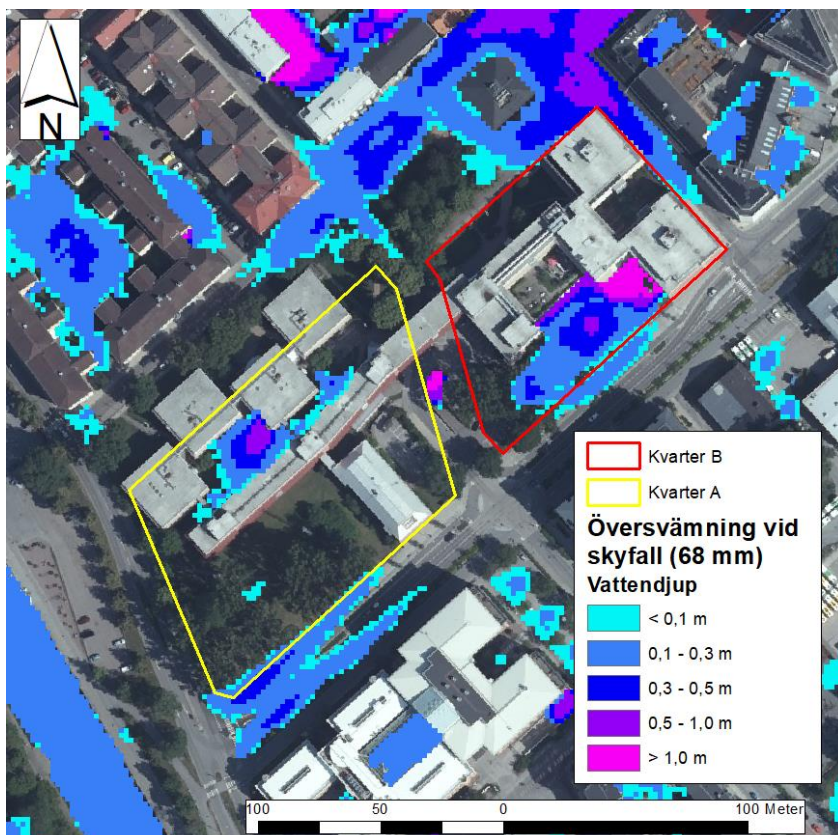 N
Kvarter B
Kvarter A
Översvämning vid
skyfall (68 mm)
Vattendjup
< 0,1 m
0,1 - 0,3 m
0,3 - 0,5 m
0,5 - 1,0 m
> 1,0 m
100 50 0 100 Meter